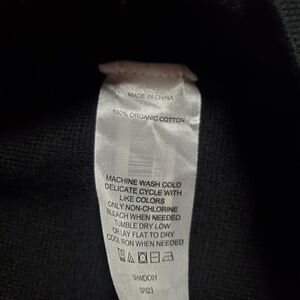 MADE IN CHINA
100% ORGANIC COTTON
MACHINE WASH COLD
DELICATE CYCLE WITH
LIKE COLORS
ONLY NON-CHLORINE
BLEACH WHEN NEEDED
TUMBLE DRY LOW
OR LAY FLAT TO DRY
COOL IRON WHEN NEEDED
SP23